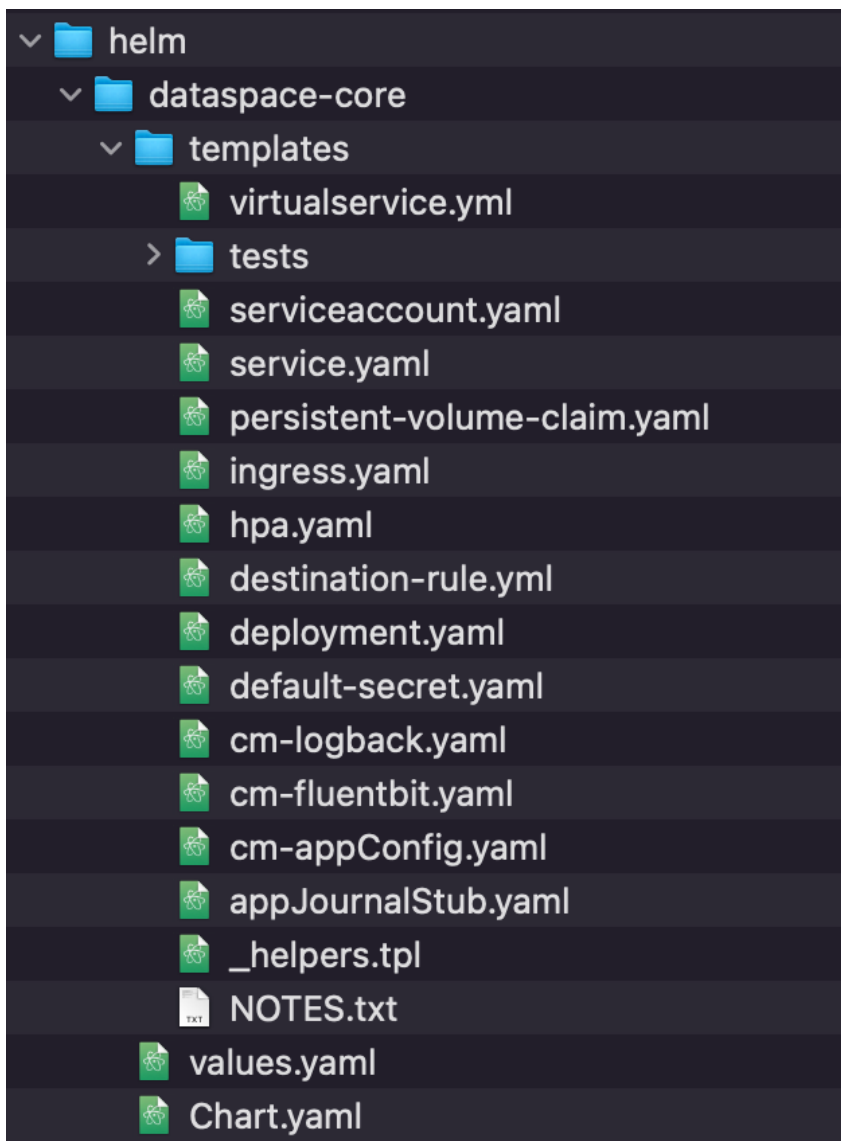 helm
dataspace-core
templates
virtualservice.yml
tests
serviceaccount.yaml
service.yaml
persistent-volume-claim.yaml
ingress.yaml
hpa.yaml
destination-rule.yml
deployment.yaml
default-secret.yaml
cm-logback.yaml
cm-fluentbit.yaml
cm-appConfig.yaml
appJournalStub.yaml
_helpers.tpl
TXT NOTES.txt
values.yaml
Chart.yaml